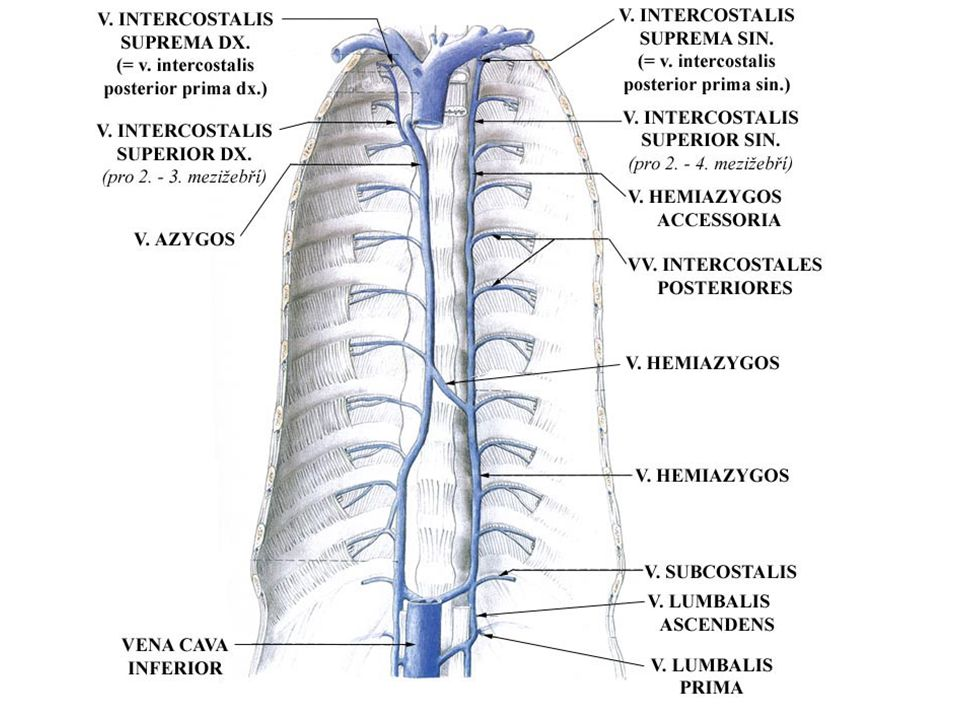 V. INTERCOSTALIS
SUPREMA DX.
(= v. intercostalis
posterior prima dx.)
V. INTERCOSTALIS
SUPERIOR DX.
(pro 2. - 3. mezižebří)
V. AZYGOS
VENA CAVA
INFERIOR
V. INTERCOSTALIS
SUPREMA SIN.
(= v. intercostalis
posterior prima sin.)
V. INTERCOSTALIS
SUPERIOR SIN.
(pro 2. - 4. mezižebří)
V. HEMIAZYGOS
ACCESSORIA
VV. INTERCOSTALES
POSTERIORES
V. HEMIAZYGOS
V. HEMIAZYGOS
V. SUBCOSTALIS
V. LUMBALIS
ASCENDENS
V. LUMBALIS
PRIMA